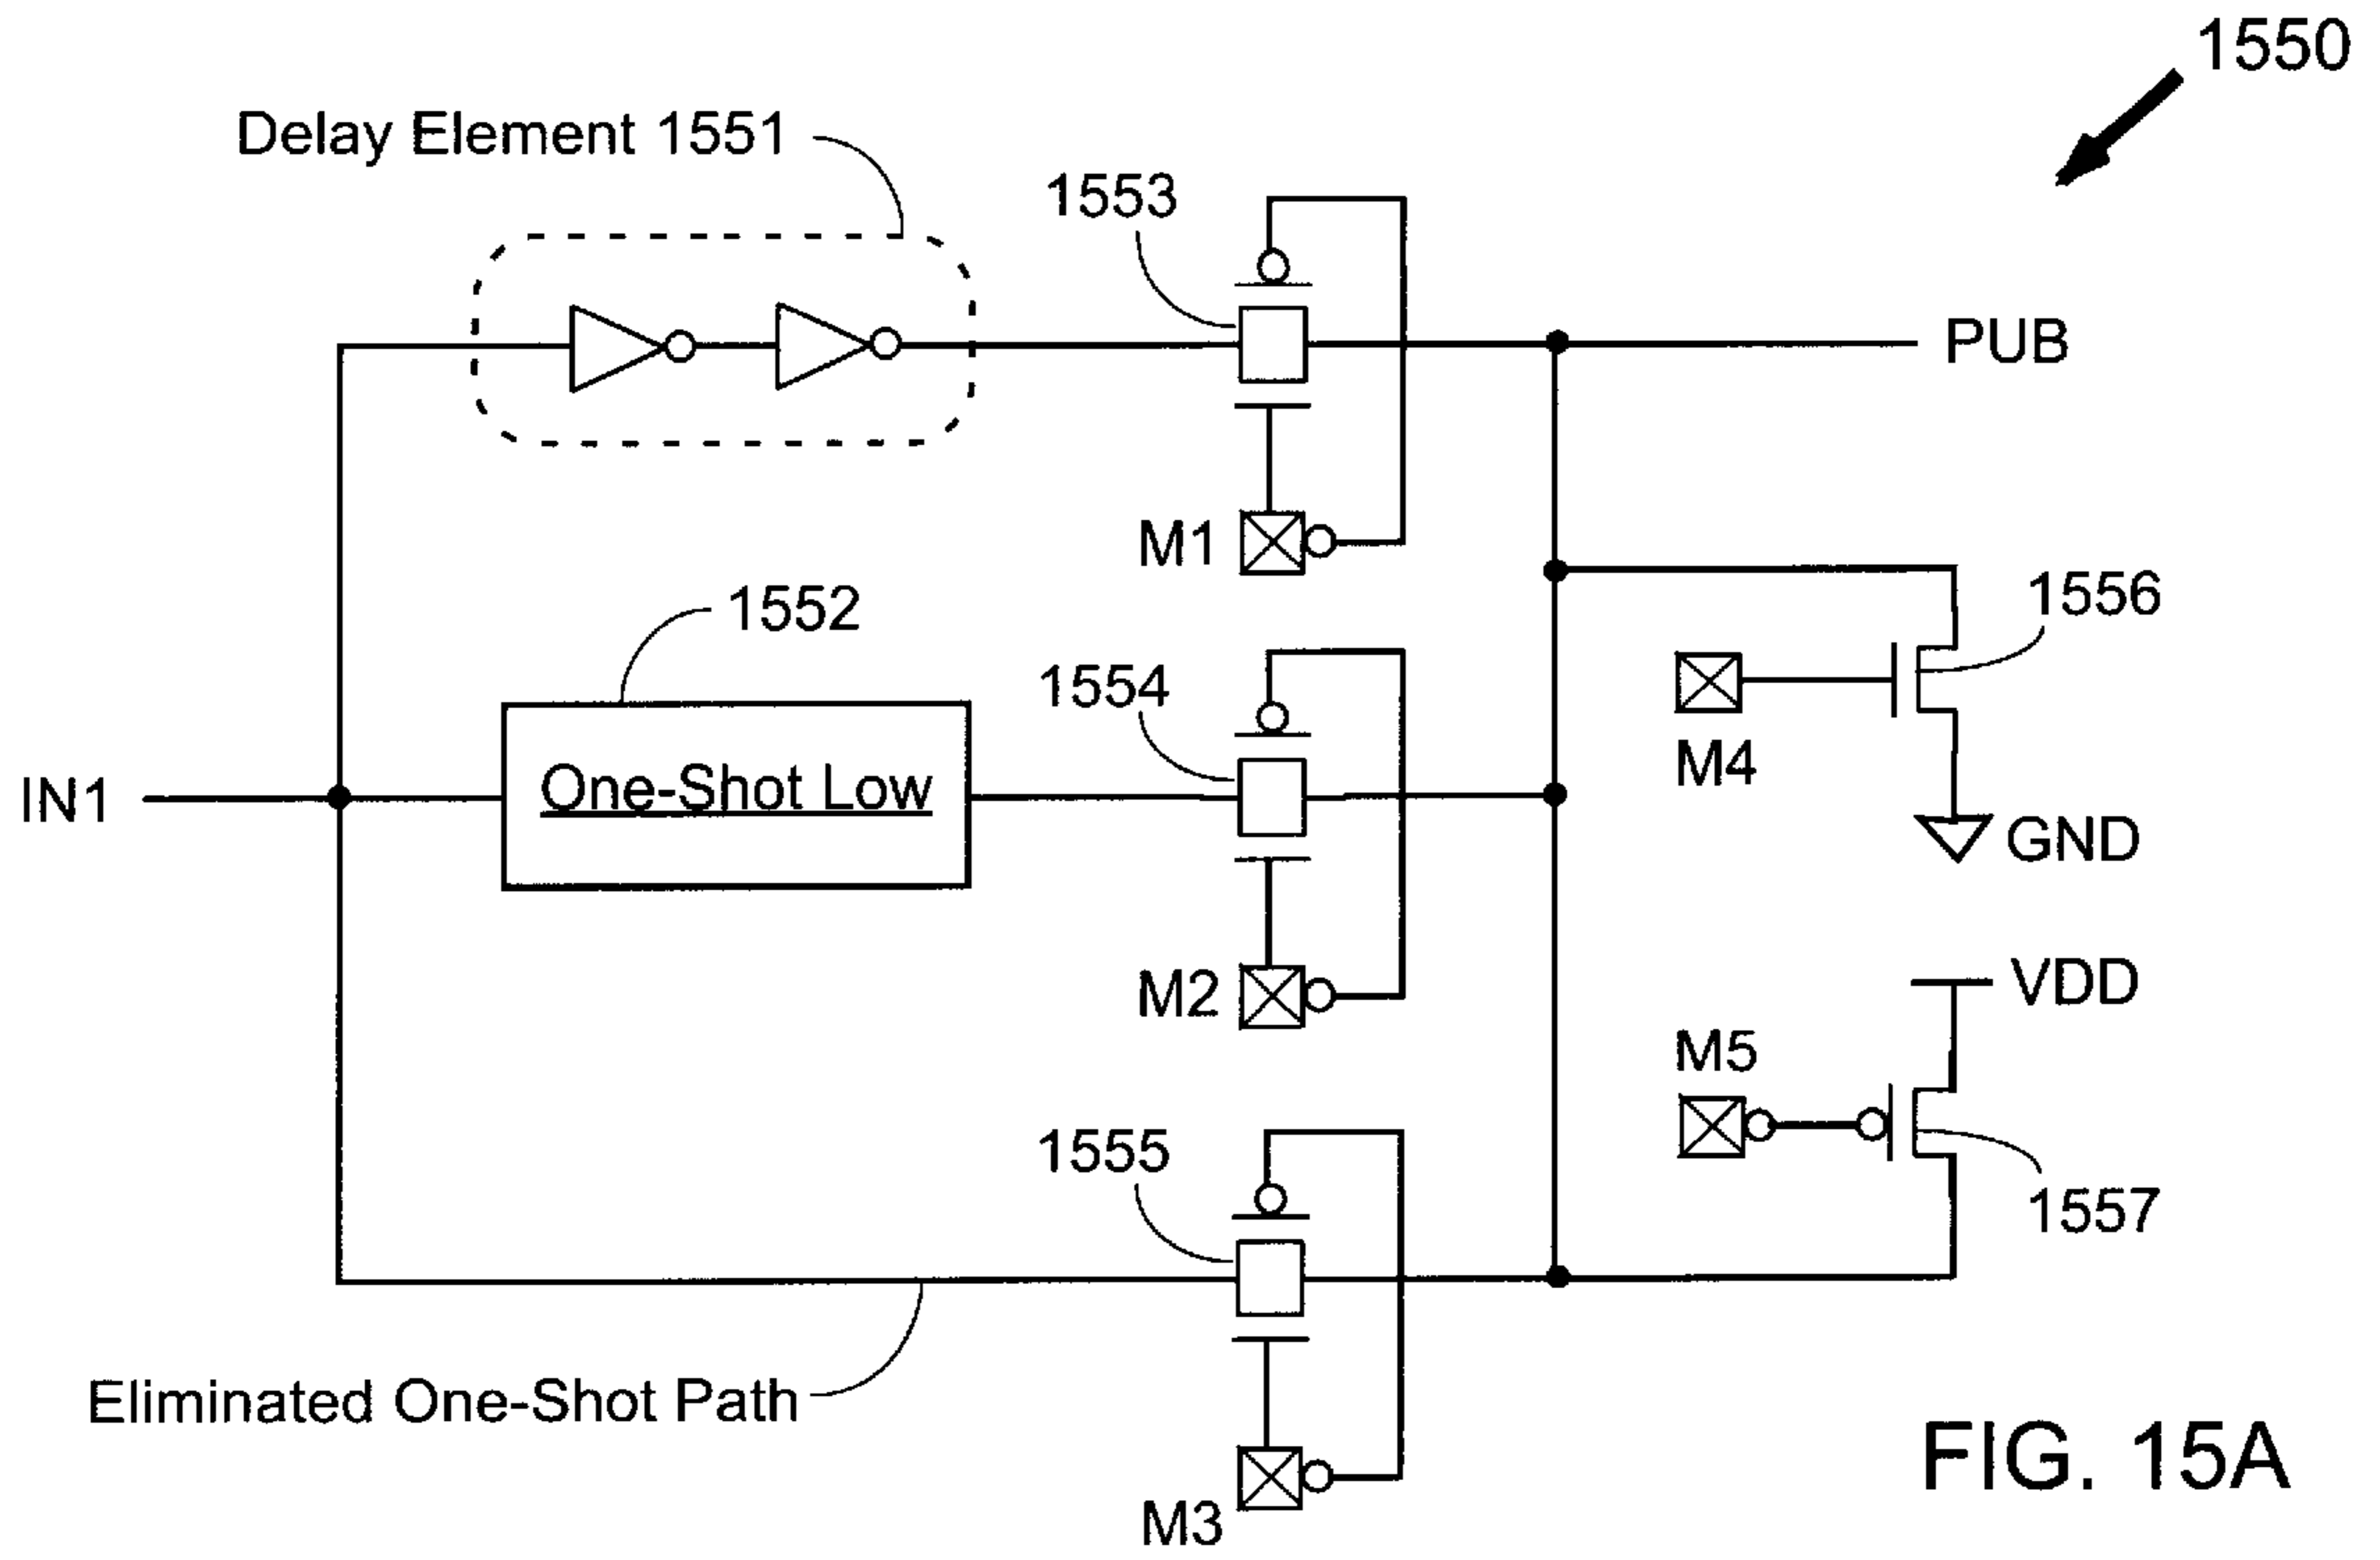 1550
Delay Element 1551
1553
PUB
M1
1552
1554
1556
One-Shot Low
IN1
M4
GND
M2
VDD
M5
1555
1557
Eliminated One-Shot Path
M3
FIG. 15A